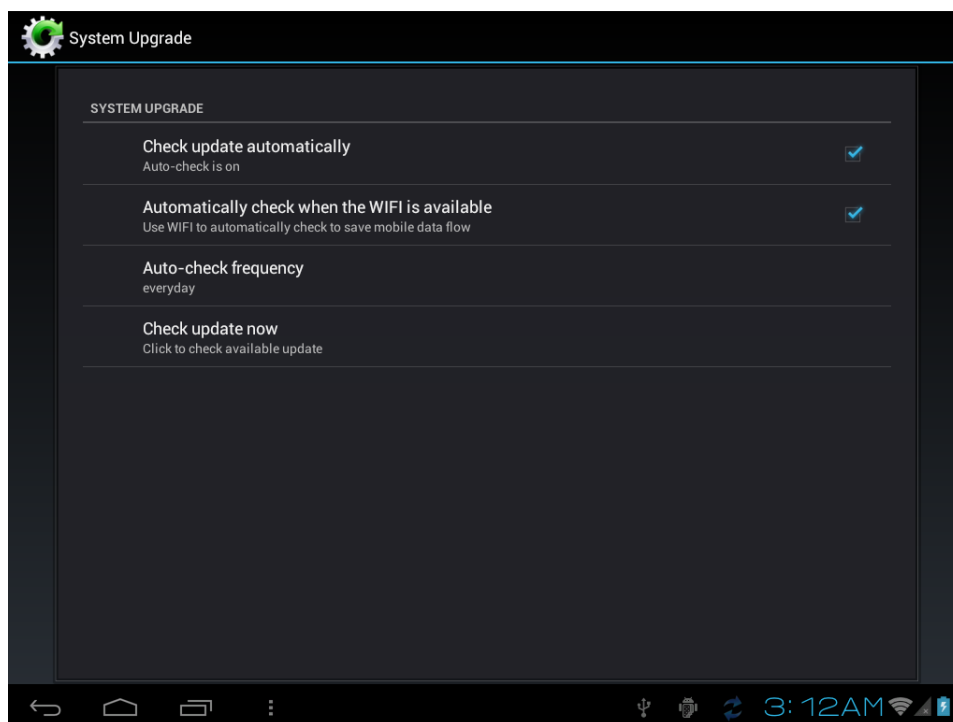 System Upgrade
SYSTEM UPGRADE
Check update automatically
Auto-check is on
Automatically check when the WIFI is available
Use WIFI to automatically check to save mobile data flow
Auto-check frequency
everyday
Check update now
Click to check available update
3:12AM